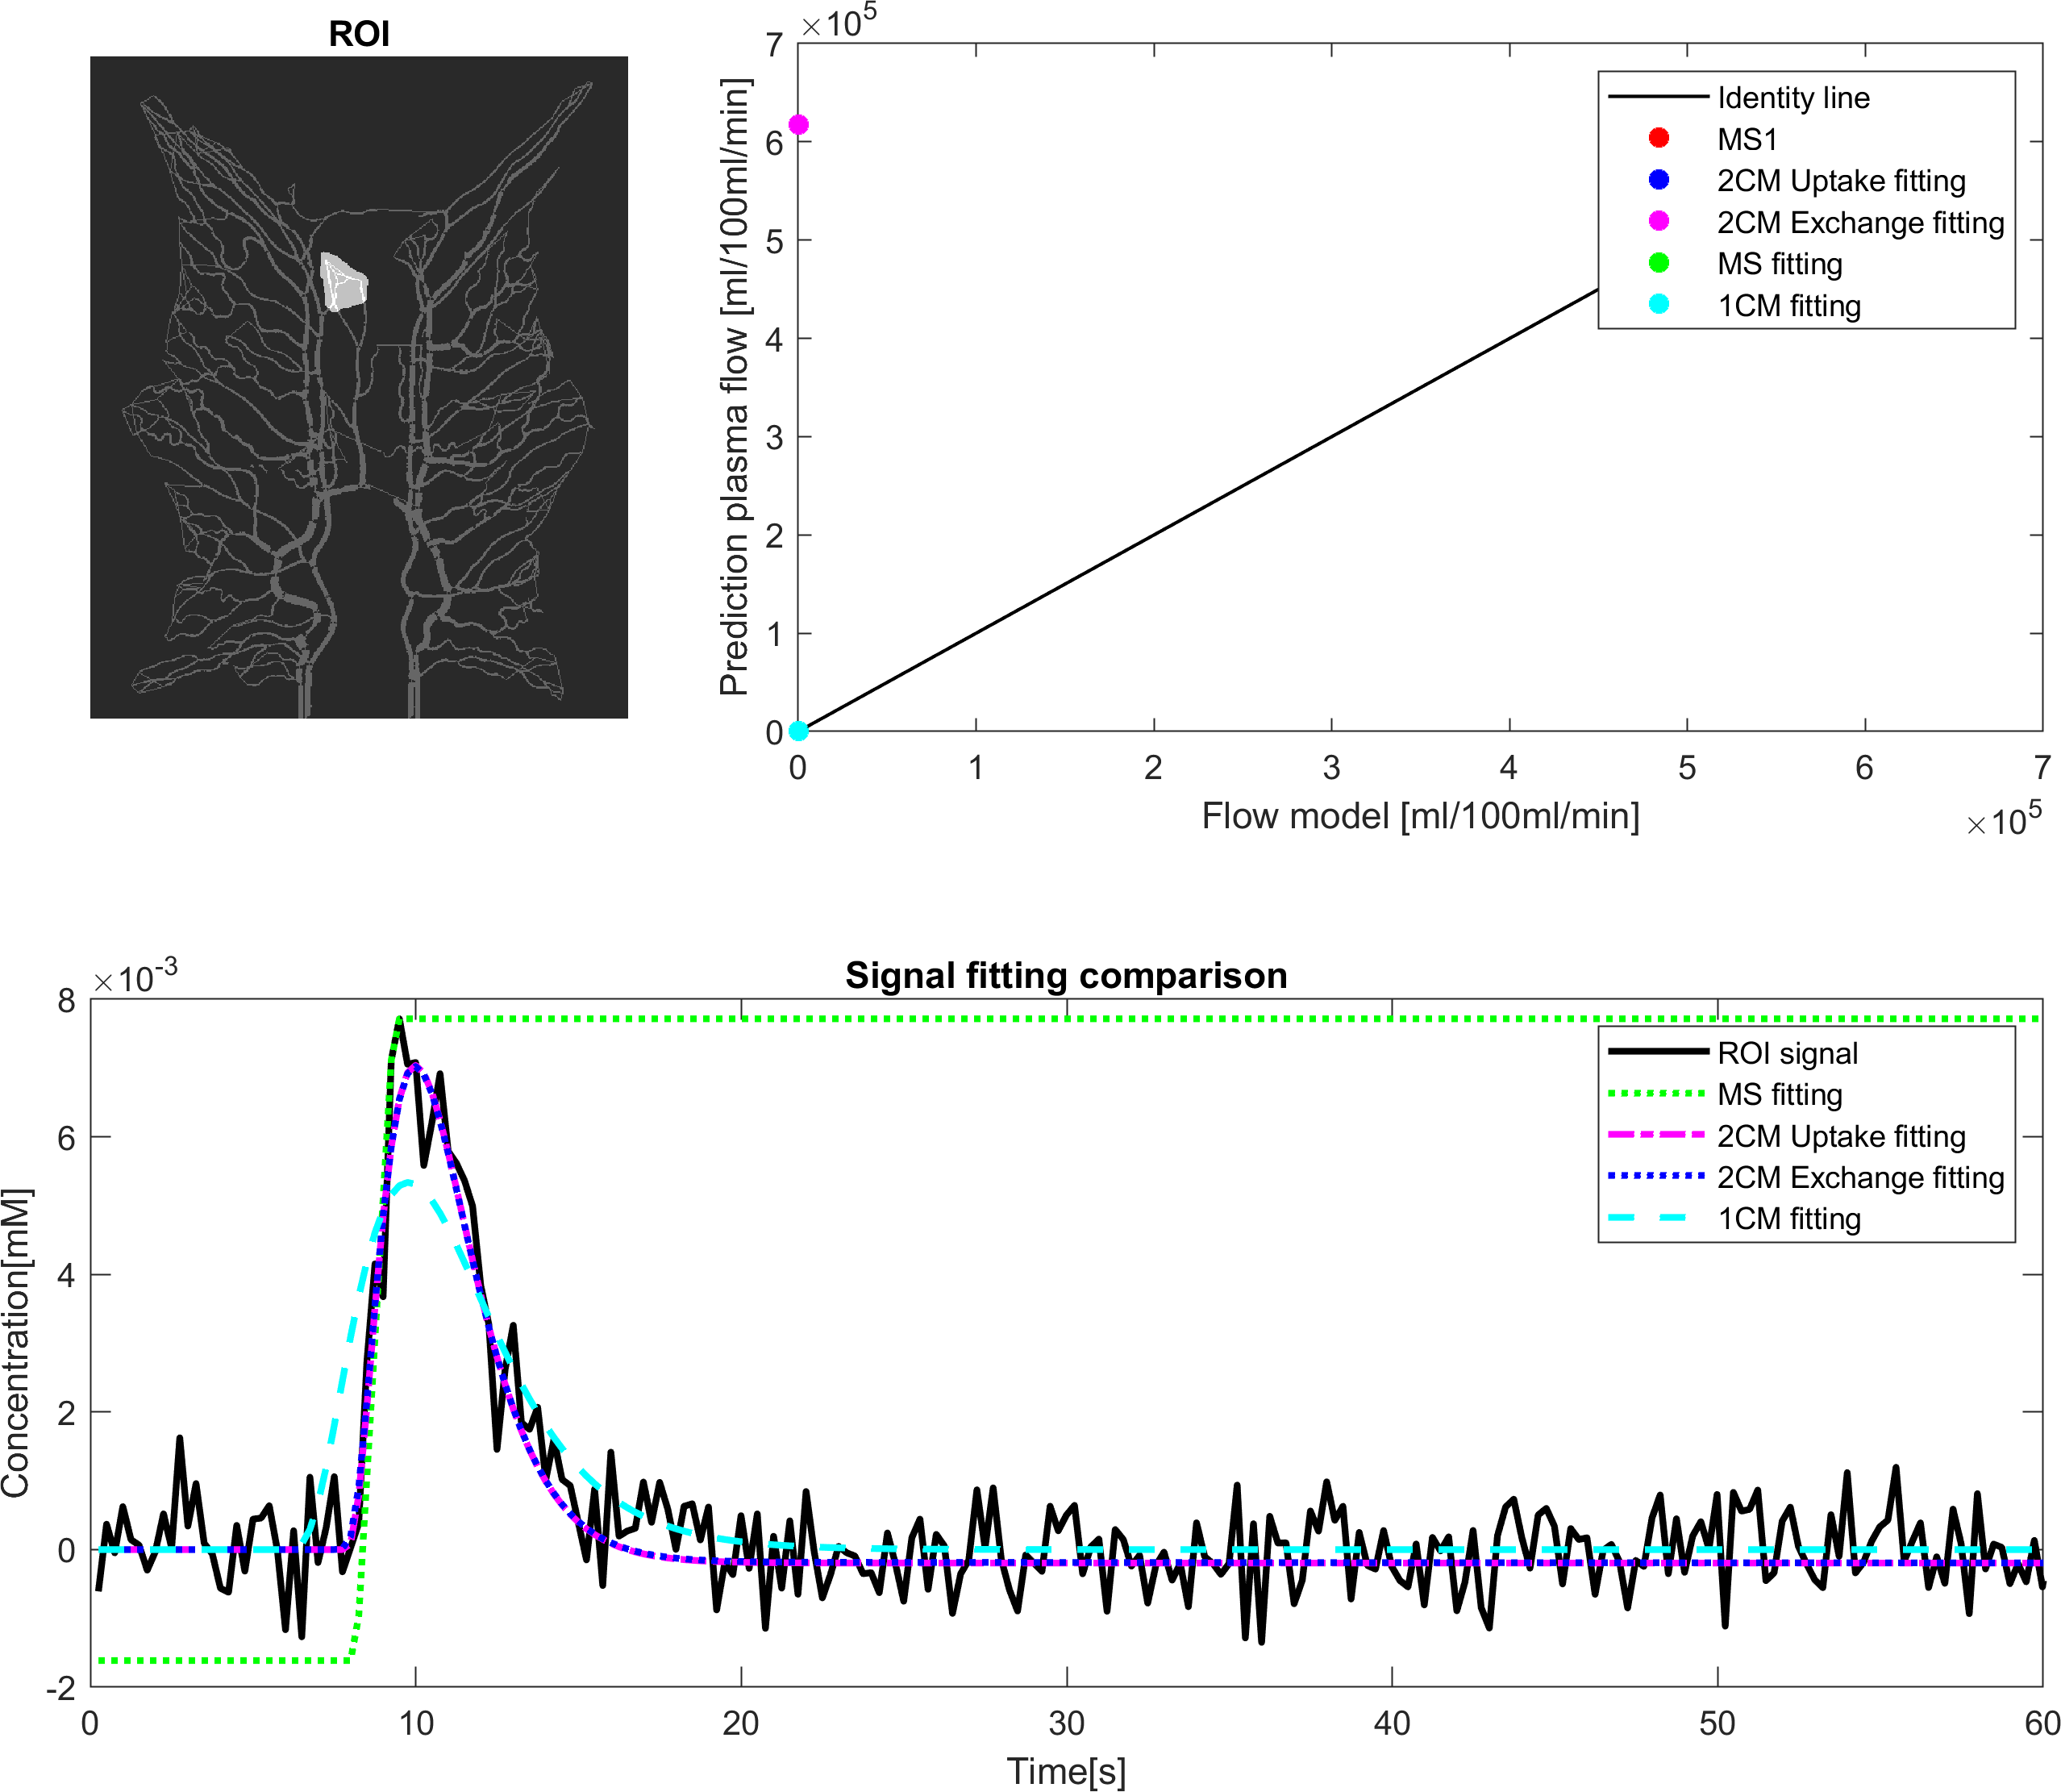 ROI
×10^5
7
6
5
4
3
2
1
0
Prediction plasma flow [ml/100ml/min]
Identity line
MS1
2CM Uptake fitting
2CM Exchange fitting
MS fitting
1CM fitting
0 1 2 3 4 5 6 7
Flow model [ml/100ml/min]
×10^5
Signal fitting comparison
×10^-3
8
6
4
2
0
-2
Concentration[mM]
ROI signal
MS fitting
2CM Uptake fitting
2CM Exchange fitting
1CM fitting
0 10 20 30 40 50 60
Time[s]